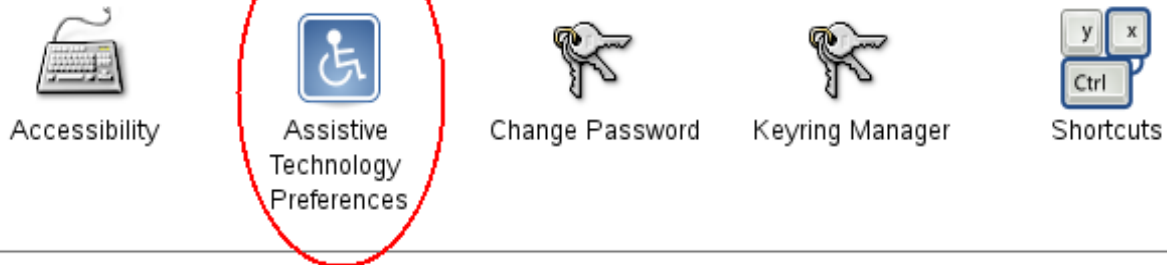 y x
Ctrl
Accessibility
Assistive
Technology
Preferences
Change Password
Keyring Manager
Shortcuts